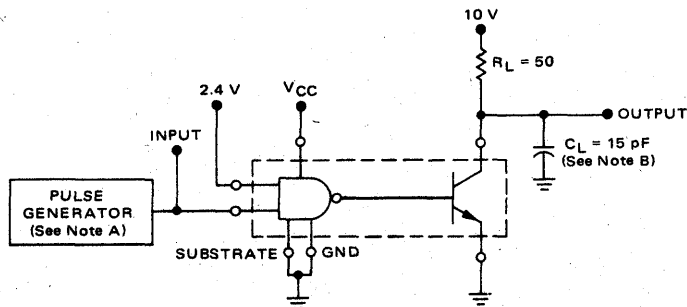 10 V
R_L = 50
2.4 V
V_CC
OUTPUT
INPUT
C_L = 15 pF
(See Note B)
PULSE
GENERATOR
(See Note A)
SUBSTRATE
GND